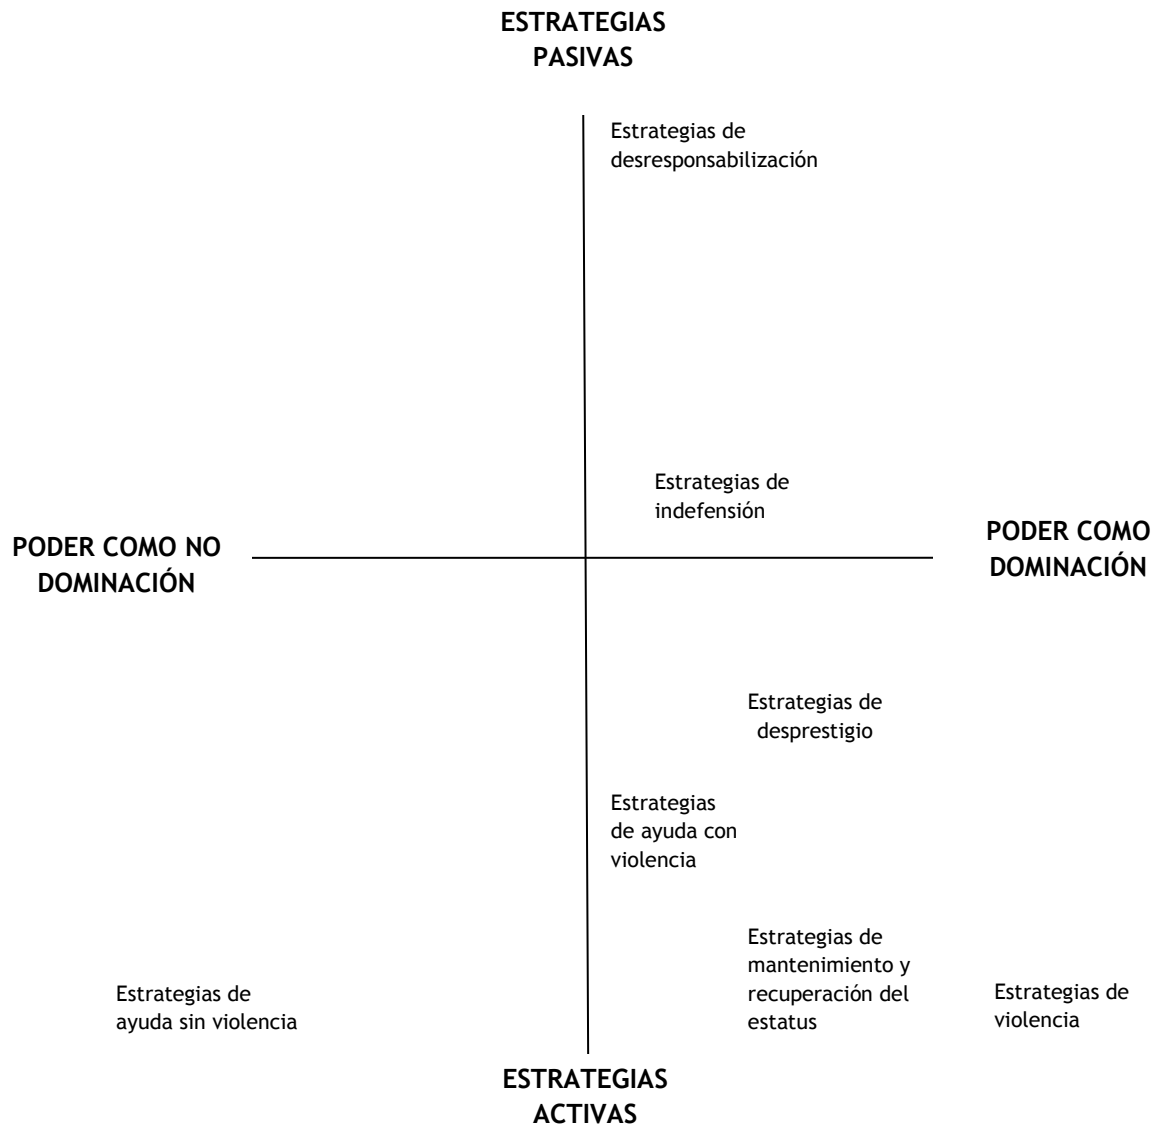 ESTRATEGIAS
PASIVAS
Estrategias de
desresponsabilización
Estrategias de
indefensión
PODER COMO NO
DOMINACIÓN
PODER COMO
DOMINACIÓN
Estrategias de
desprestigio
Estrategias
de ayuda con
violencia
Estrategias de
mantenimiento y
recuperación del
estatus
Estrategias de
ayuda sin violencia
Estrategias de
violencia
ESTRATEGIAS
ACTIVAS